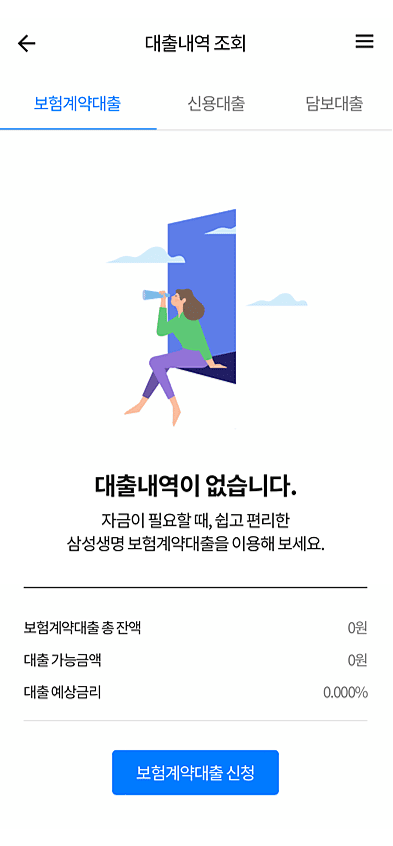 대출내역 조회
보험계약대출 신용대출 담보대출
대출내역이 없습니다.
자금이 필요할 때, 쉽고 편리한
삼성생명 보험계약대출을 이용해 보세요.
보험계약대출 총 잔액 0원
대출 가능금액 0원
대출 예상금리 0.000%
보험계약대출 신청